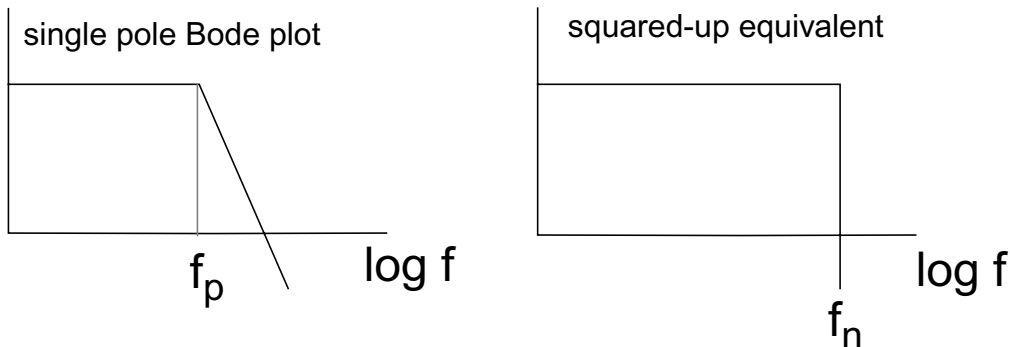 single pole Bode plot
f_p
log f
squared-up equivalent
log f
f_n